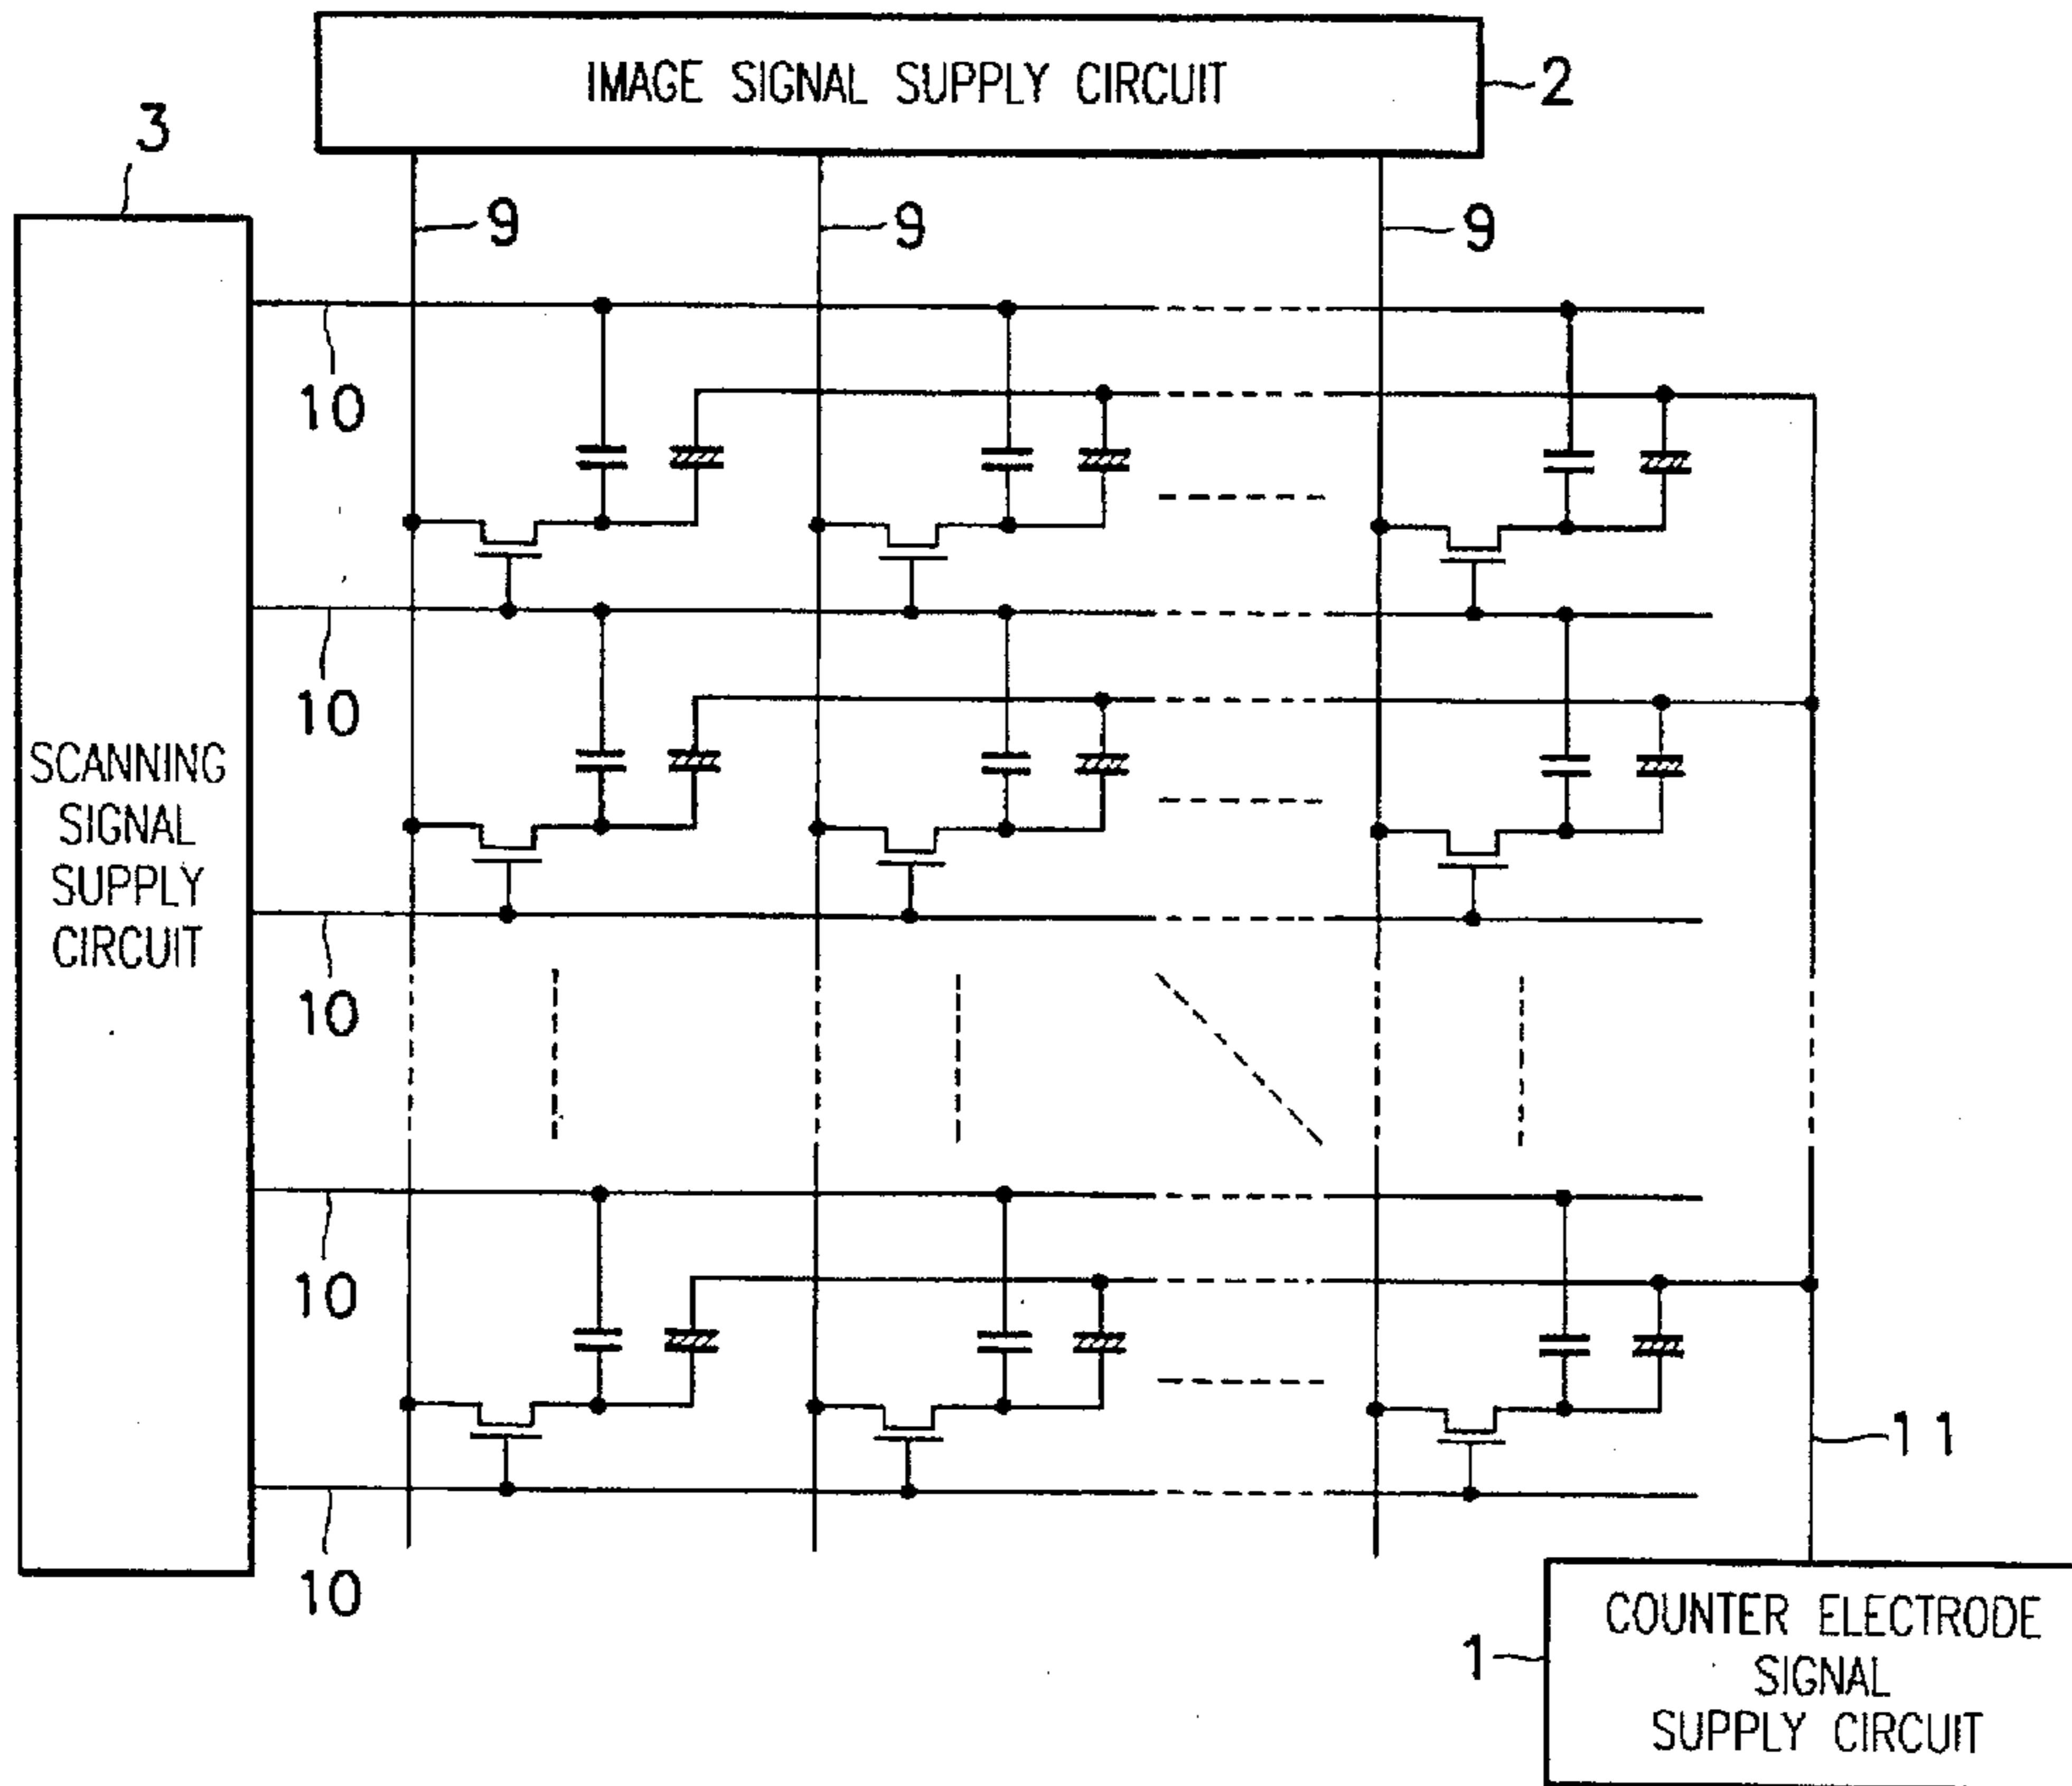 IMAGE SIGNAL SUPPLY CIRCUIT
2
3
9
9
9
10
10
SCANNING
SIGNAL
SUPPLY
CIRCUIT
10
10
11
10
COUNTER ELECTRODE
SIGNAL
SUPPLY CIRCUIT
1